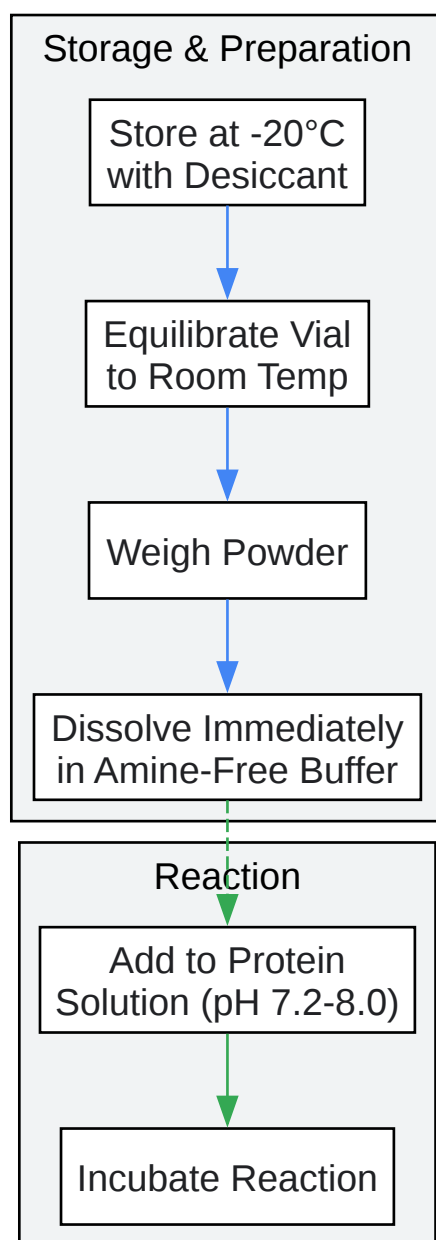 Storage & Preparation
Store at -20°C
with Desiccant
Equilibrate Vial
to Room Temp
Weigh Powder
Dissolve Immediately
in Amine-Free Buffer
Reaction
Add to Protein
Solution (pH 7.2-8.0)
Incubate Reaction